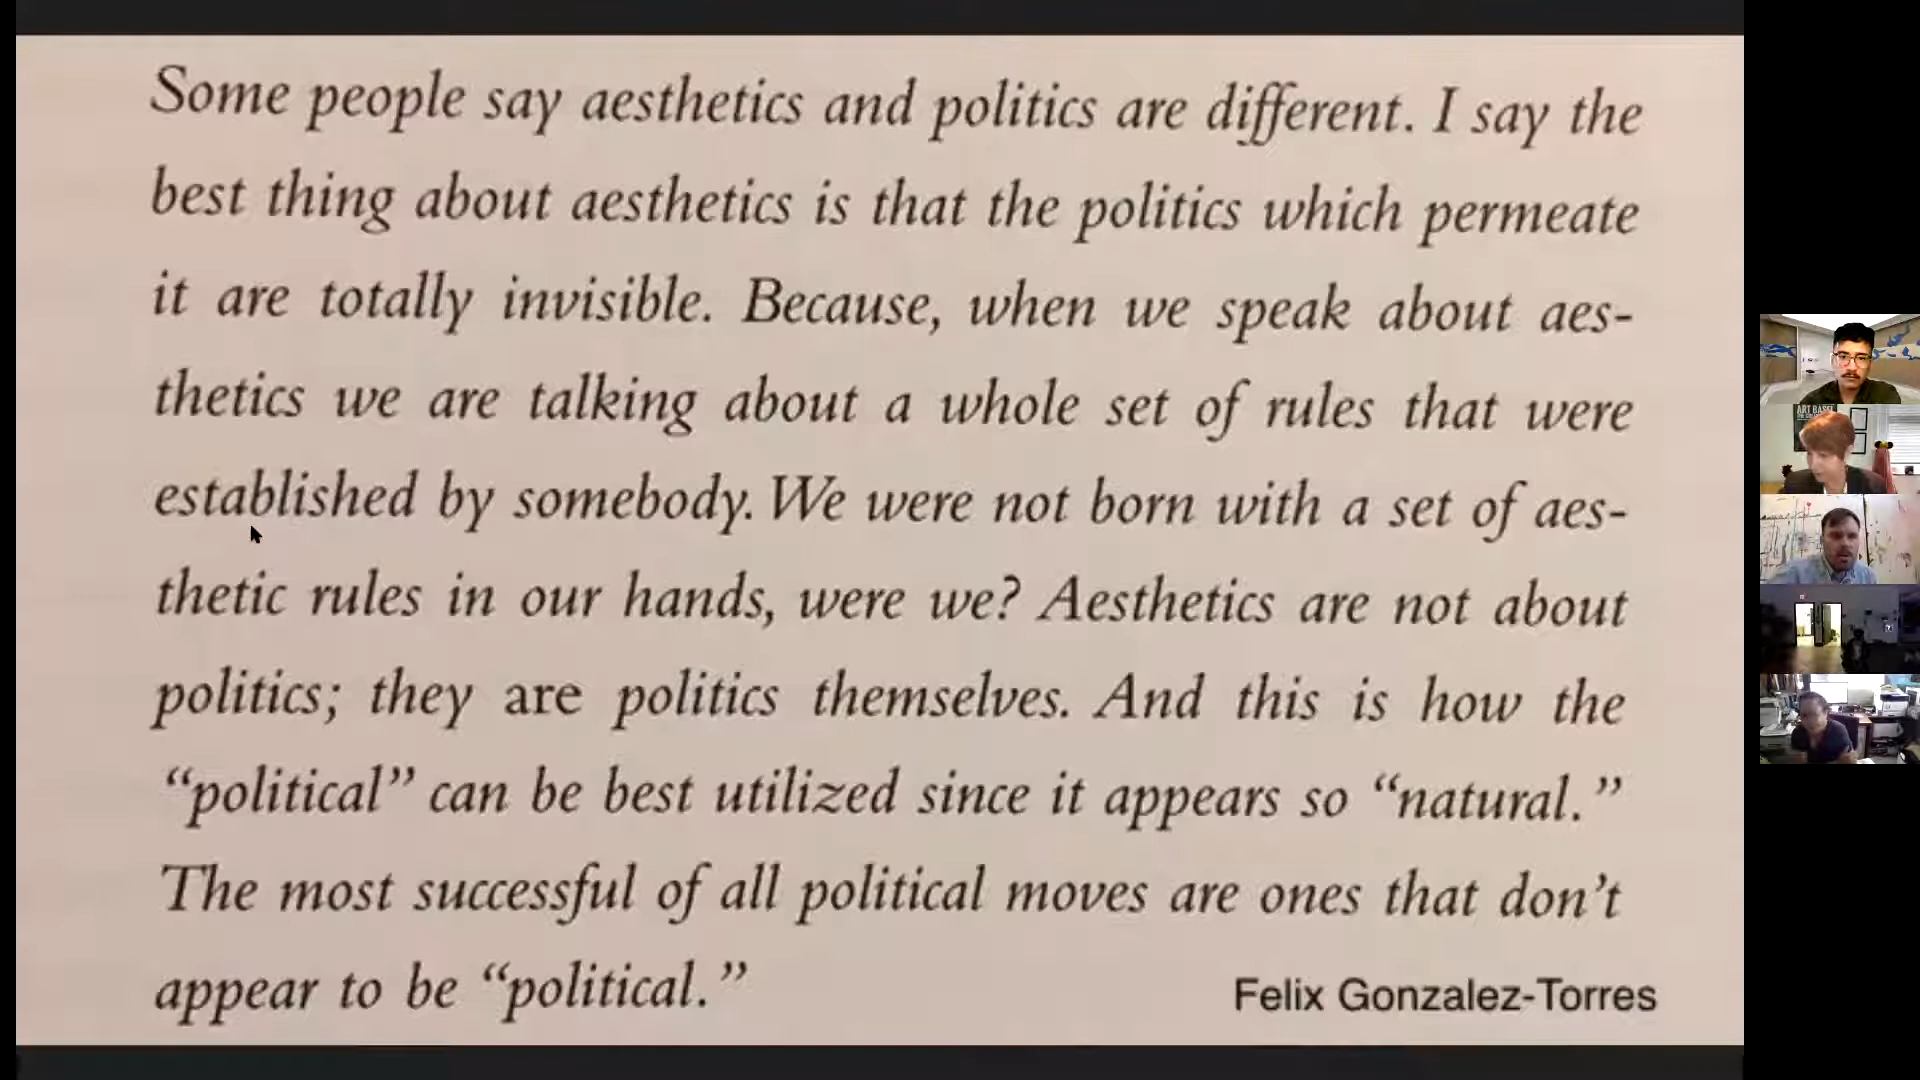 Some people say aesthetics and politics are different. I say the
best thing about aesthetics is that the politics which permeate
it are totally invisible. Because, when we speak about aes-
thetics we are talking about a whole set of rules that were
established by somebody. We were not born with a set of aes-
thetic rules in our hands, were we? Aesthetics are not about
politics; they are politics themselves. And this is how the
“political” can be best utilized since it appears so “natural.”
The most successful of all political moves are ones that don’t
appear to be “political.”
Felix Gonzalez-Torres
ART BASEL